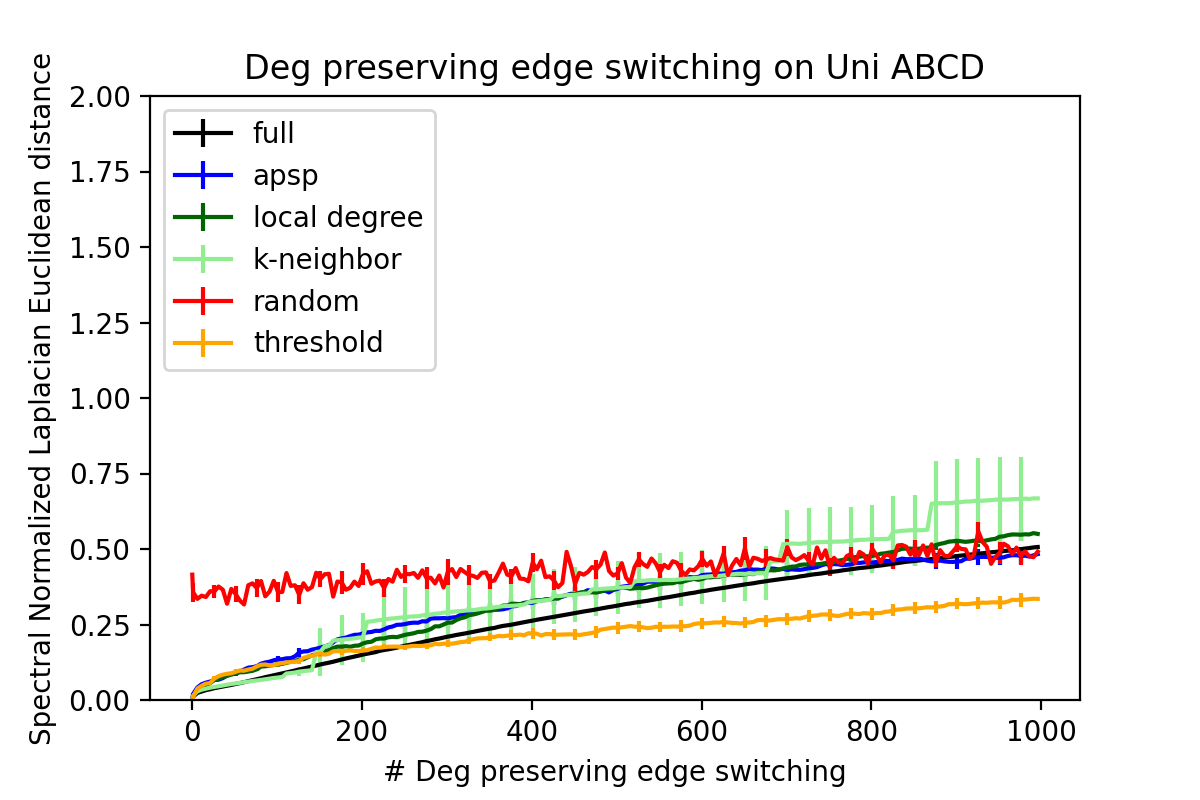 Deg preserving edge switching on Uni ABCD
Spectral Normalized Laplacian Euclidean distance
2.00
1.75
1.50
1.25
1.00
0.75
0.50
0.25
0.00
full
apsp
local degree
k-neighbor
random
threshold
0 200 400 600 800 1000
# Deg preserving edge switching